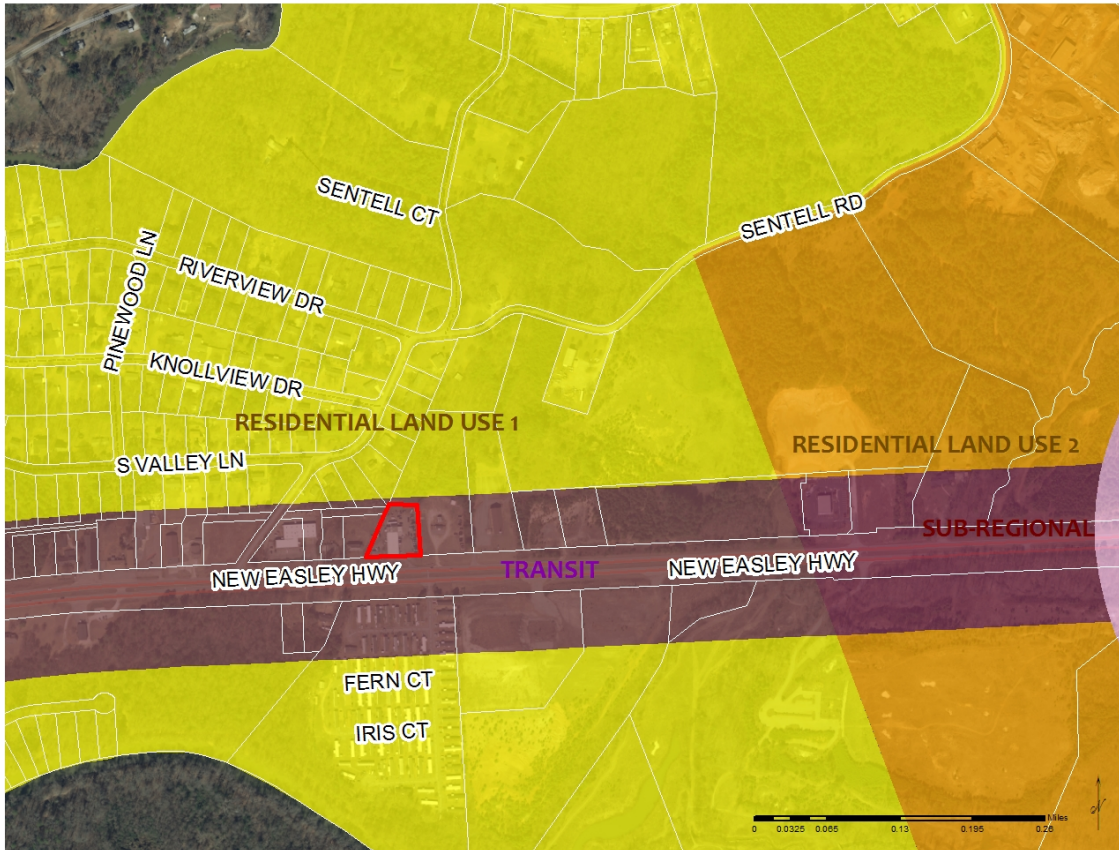 SENTELL CT
SENTELL RD
PINEWOOD LN
RIVERVIEW DR
KNOLLVIEW DR
RESIDENTIAL LAND USE 1
RESIDENTIAL LAND USE 2
S VALLEY LN
SUB-REGIONAL
NEW EASLEY HWY
TRANSIT
NEW EASLEY HWY
FERN CT
IRIS CT
Miles
0 0.0325 0.065 0.13 0.195 0.26
N